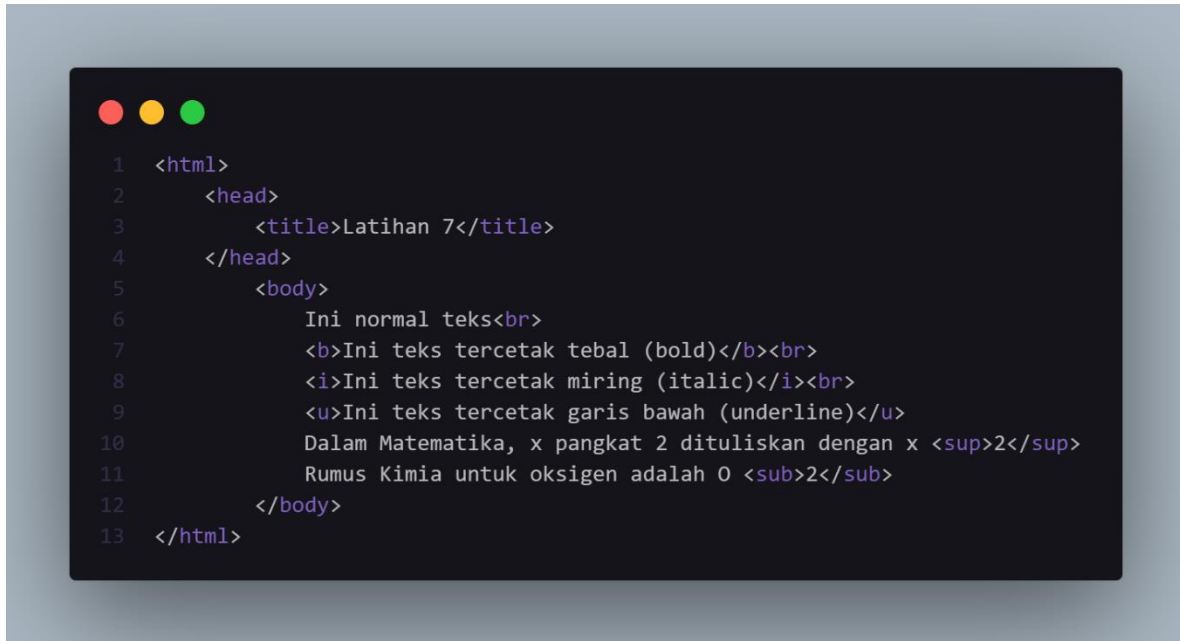 1 <html>
2 <head>
3 <title>Latihan 7</title>
4 </head>
5 <body>
6 Ini normal teks<br>
7 <b>Ini teks tercetak tebal (bold)</b><br>
8 <i>Ini teks tercetak miring (italic)</i><br>
9 <u>Ini teks tercetak garis bawah (underline)</u>
10 Dalam Matematika, x pangkat 2 dituliskan dengan x <sup>2</sup>
11 Rumus Kimia untuk oksigen adalah O <sub>2</sub>
12 </body>
13 </html>